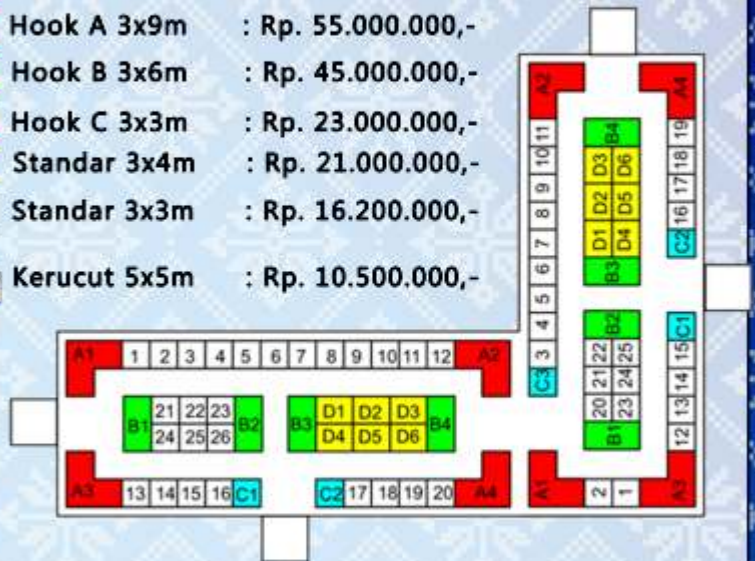 Hook A 3x9m : Rp. 55.000.000,-
Hook B 3x6m : Rp. 45.000.000,-
Hook C 3x3m : Rp. 23.000.000,-
Standar 3x4m : Rp. 21.000.000,-
Standar 3x3m : Rp. 16.200.000,-
Kerucut 5x5m : Rp. 10.500.000,-
A2 A4
11 B4 19
10 D3 D6 18
9 17
8 D2 D5 16
7 D1 D4 C2
6 B3
5
4 B2 C1
3 22 25 15
C3 21 24 14
20 23 13
B1 12
A1 2 1 A3
A1 1 2 3 4 5 6 7 8 9 10 11 12 A2
B1 21 22 23 B2 B3 D1 D2 D3 B4
24 25 26 D4 D5 D6
A3 13 14 15 16 C1 C2 17 18 19 20 A4